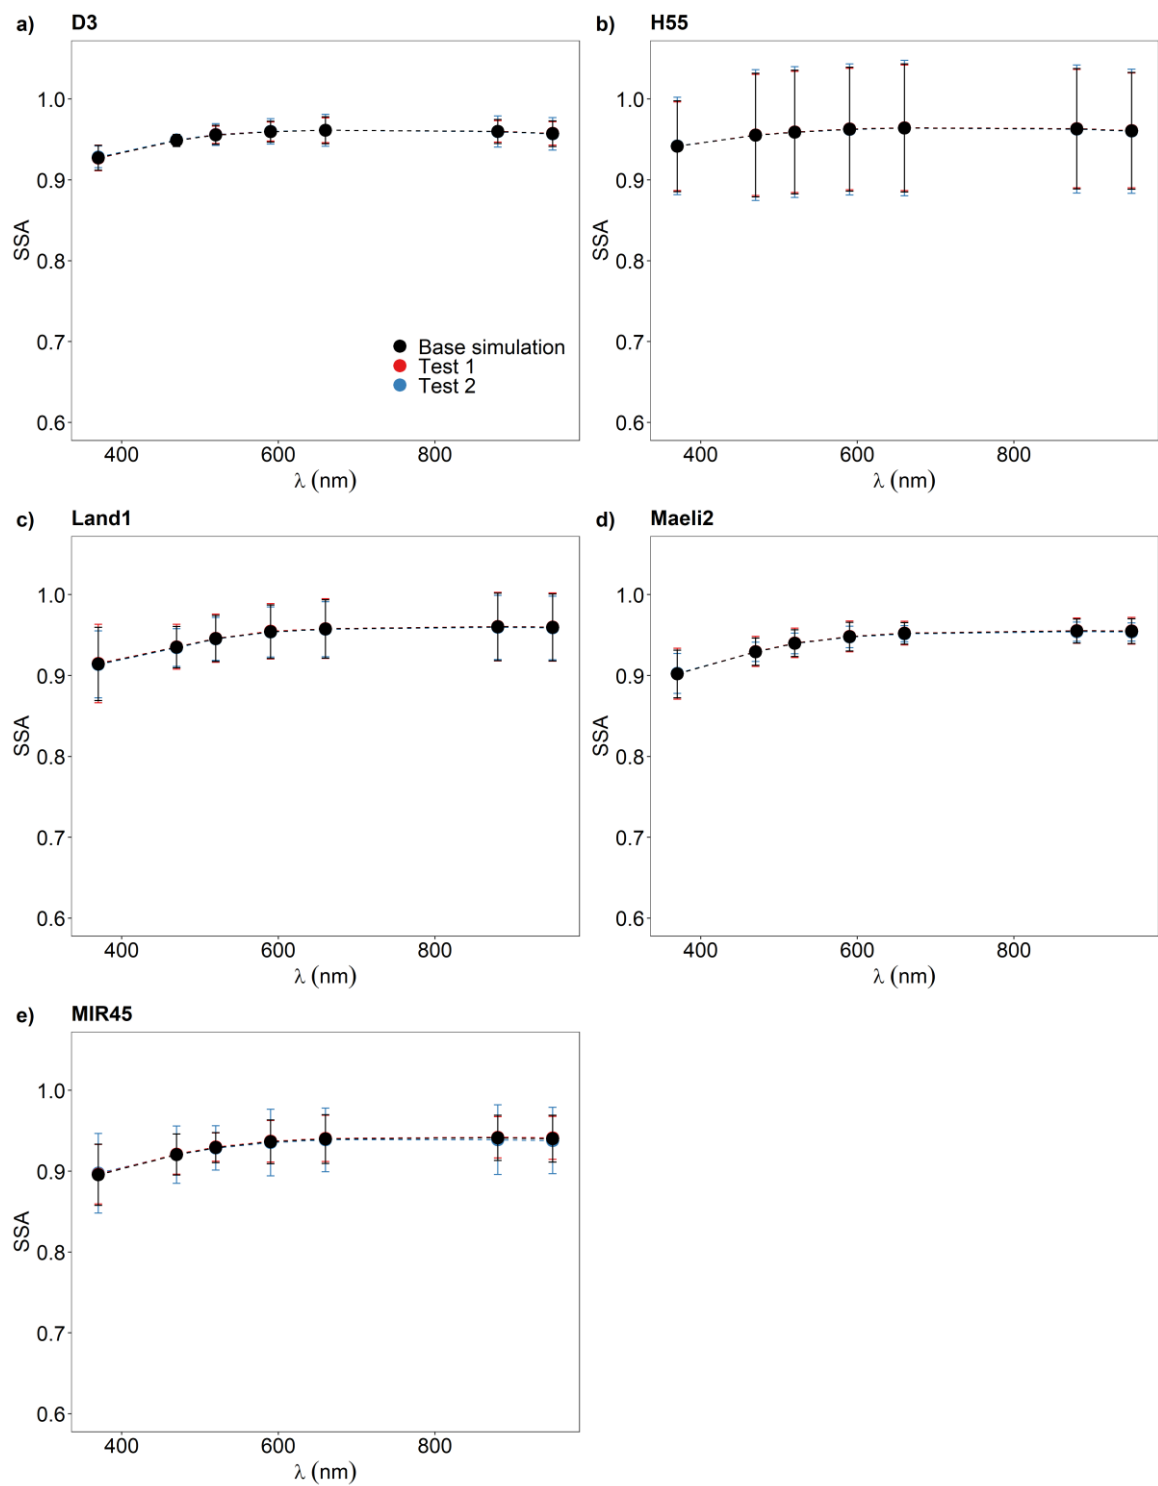 a) D3
SSA
1.0
0.9
0.8
0.7
0.6
Base simulation
Test 1
Test 2
400 600 800
λ (nm)
b) H55
SSA
1.0
0.9
0.8
0.7
0.6
400 600 800
λ (nm)
c) Land1
SSA
1.0
0.9
0.8
0.7
0.6
400 600 800
λ (nm)
d) Maeli2
SSA
1.0
0.9
0.8
0.7
0.6
400 600 800
λ (nm)
e) MIR45
SSA
1.0
0.9
0.8
0.7
0.6
400 600 800
λ (nm)